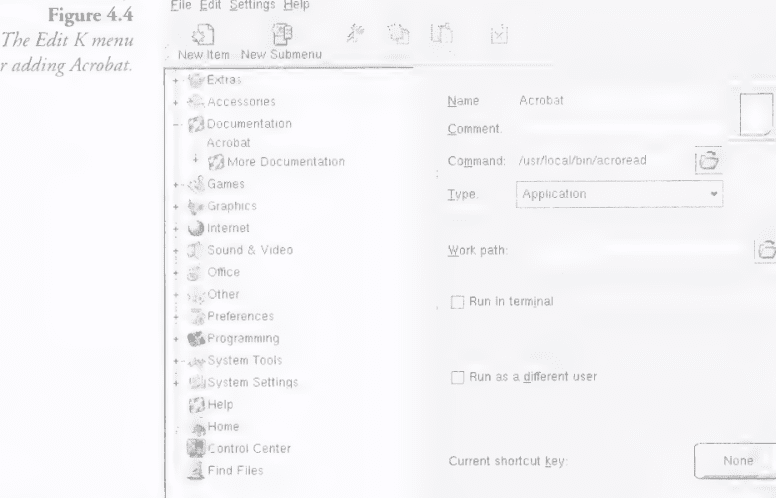 Figure 4.4
The Edit K menu
r adding Acrobat.
File Edit Settings Help
New Item New Submenu
Extras
Accessories
Documentation
Acrobat
More Documentation
Games
Graphics
Internet
Sound & Video
Office
Other
Preferences
Programming
System Tools
System Settings
Help
Home
Control Center
Find Files
Name Acrobat
Comment:
Command: /usr/local/bin/acroread
Type: Application
Work path:
Run in terminal
Run as a different user
Current shortcut key: None